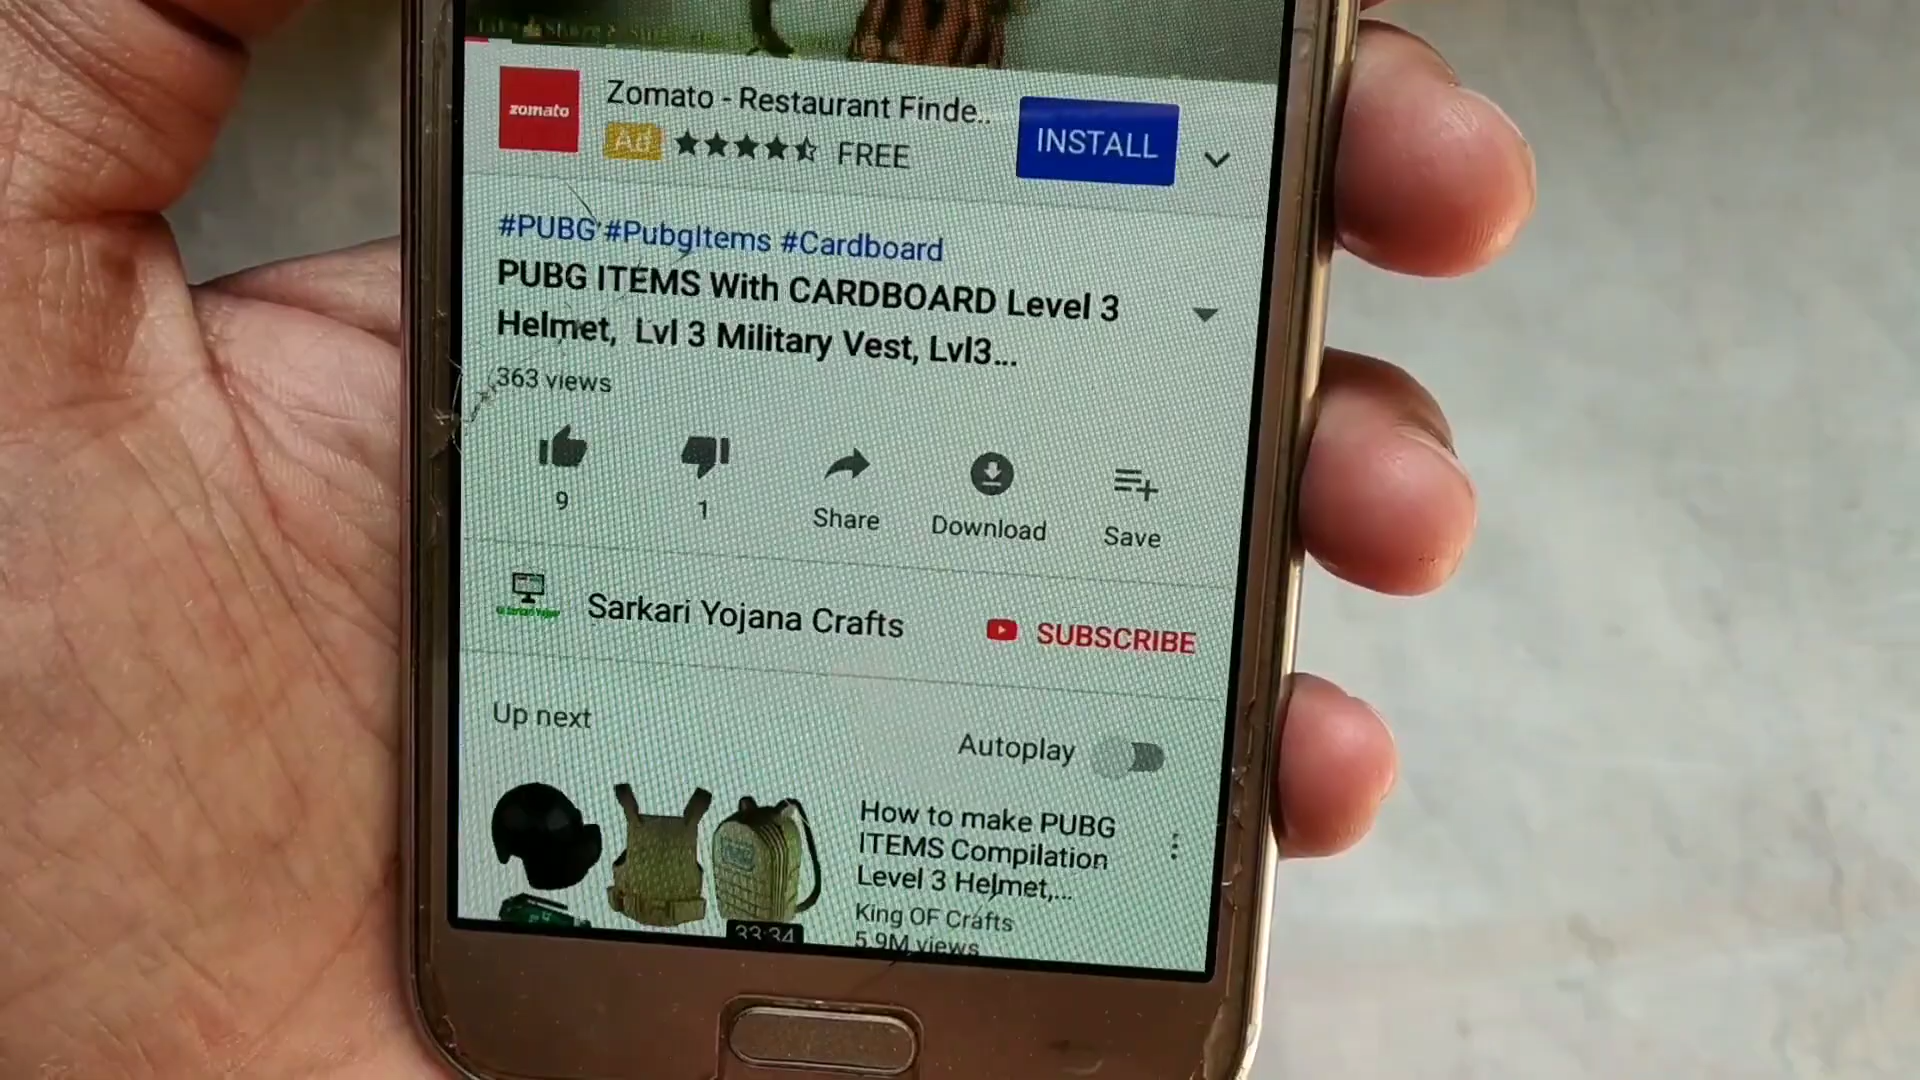 zomato
Zomato - Restaurant Finde..
Ad FREE
INSTALL
#PUBG #PubgItems #Cardboard
PUBG ITEMS With CARDBOARD Level 3
Helmet, Lvl 3 Military Vest, Lvl3...
363 views
9
1
Share
Download
Save
Sarkari Yojana Crafts
SUBSCRIBE
Up next
Autoplay
33:34
How to make PUBG
ITEMS Compilation
Level 3 Helmet,...
King OF Crafts
5.9M views